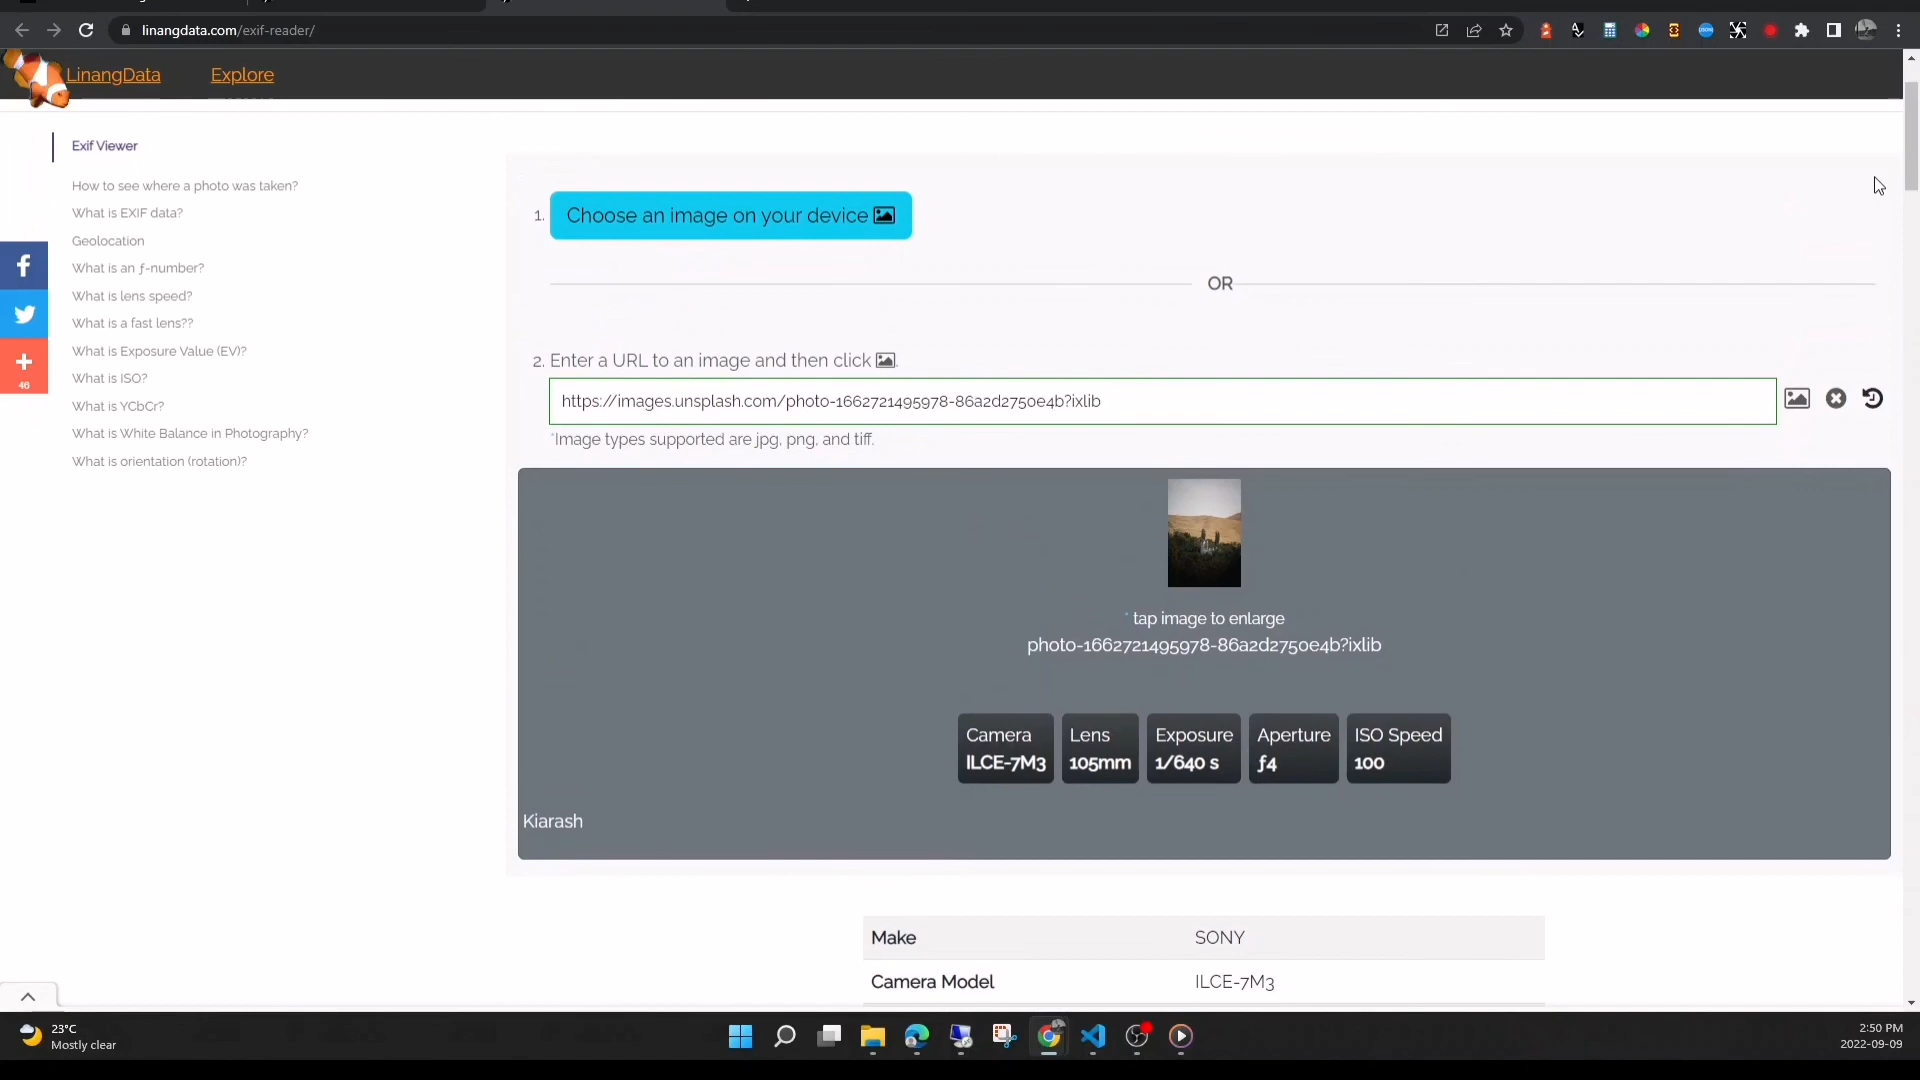 linangdata.com/exif-reader/
LinangData Explore
Exif Viewer
How to see where a photo was taken?
What is EXIF data?
Geolocation
What is an ƒ-number?
What is lens speed?
What is a fast lens??
What is Exposure Value (EV)?
What is ISO?
What is YCbCr?
What is White Balance in Photography?
What is orientation (rotation)?
46
1. Choose an image on your device
OR
2. Enter a URL to an image and then click .
https://images.unsplash.com/photo-1662721495978-86a2d2750e4b?ixlib
*Image types supported are jpg, png, and tiff.
* tap image to enlarge
photo-1662721495978-86a2d2750e4b?ixlib
Camera Lens Exposure Aperture ISO Speed
ILCE-7M3 105mm 1/640 s ƒ4 100
Kiarash
Make SONY
Camera Model ILCE-7M3
23°C
Mostly clear
2:50 PM
2022-09-09